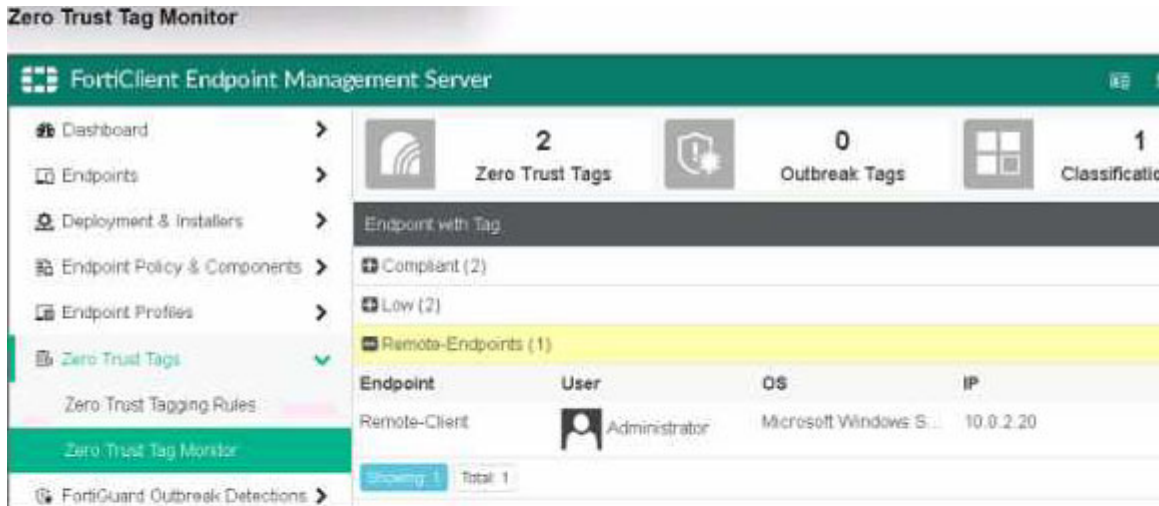 Zero Trust Tag Monitor
FortiClient Endpoint Management Server
Dashboard
Endpoints
Deployment & Installers
Endpoint Policy & Components
Endpoint Profiles
Zero Trust Tags
Zero Trust Tagging Rules
Zero Trust Tag Monitor
FortiGuard Outbreak Detections
2
Zero Trust Tags
0
Outbreak Tags
1
Classificatio
Endpoint with Tag
Compliant (2)
Low (2)
Remote-Endpoints (1)
Endpoint User OS IP
Remote-Client Administrator Microsoft Windows S... 10.0.2.20
Showing: 1 Total: 1